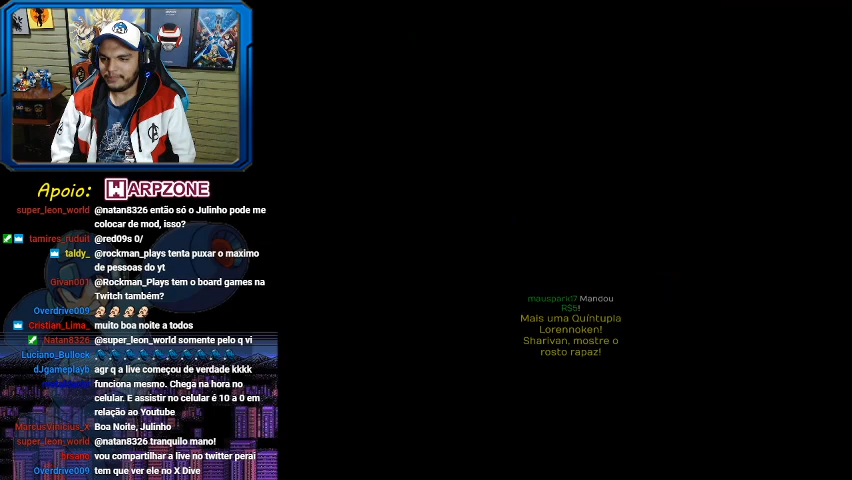 Apoio: WARPZONE
super_leon_world @natan8326 então só o Julinho pode me
colocar de mod, isso?
@red09s 0/
taldy_ @rockman_plays tenta puxar o maximo
de pessoas do yt
Givan001 @Rockman_Plays tem o board games na
Twitch também?
Overdrive009
Cristian_Lima_ muito boa noite a todos
Natan8326 @super_leon_world somente pelo q vi
Luciano_Bullock
dJgameplayb agr q a live começou de verdade kkkk
funciona mesmo. Chega na hora no
celular. E assistir no celular é 10 a 0 em
relação ao Youtube
MarcusVinicius_X Boa Noite, Julinho
super_leon_world @natan8326 tranquilo mano!
vou compartilhar a live no twitter perai
Overdrive009 tem que ver ele no X Dive
mauspark17 Mandou
R$5!
Mais uma Quíntupla
Lorennoken!
Sharivan, mostre o
rosto rapaz!